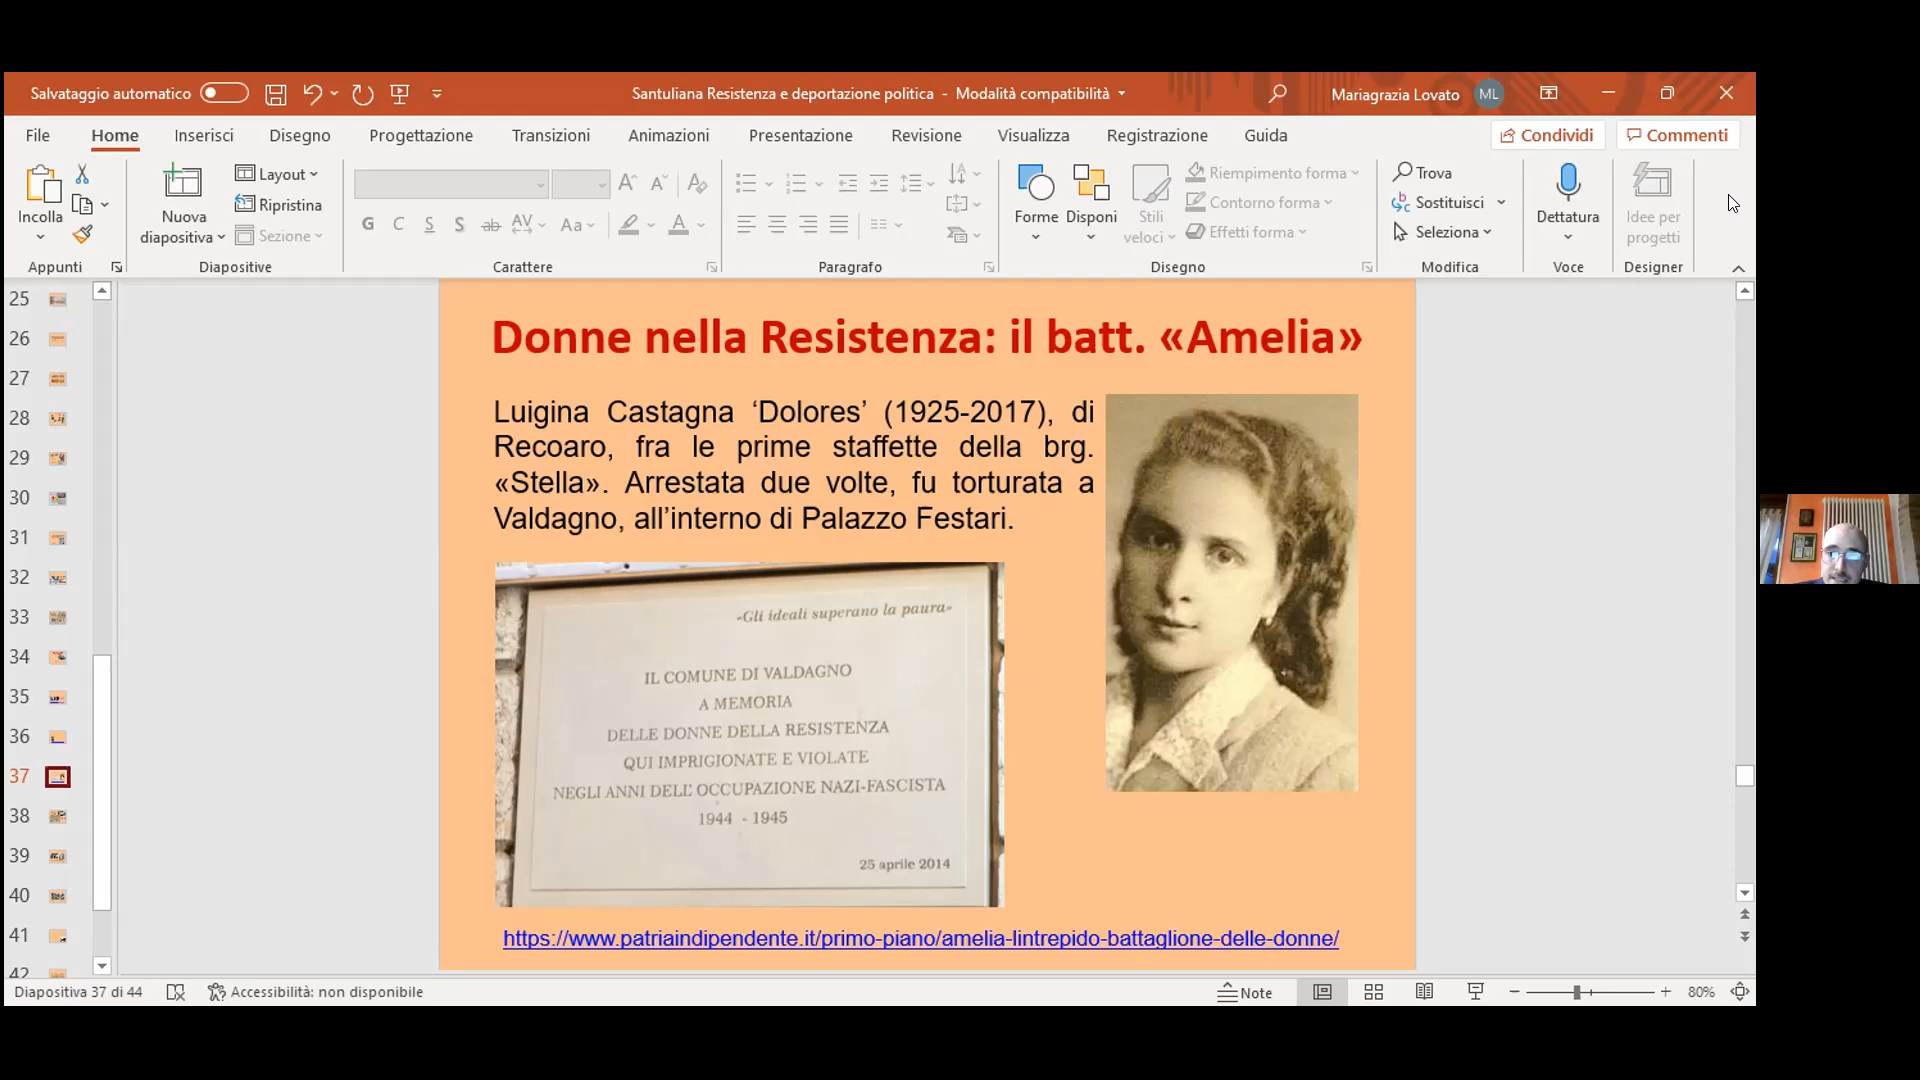 Salvataggio automatico
Santuliana Resistenza e deportazione politica - Modalità compatibilità
Mariagrazia Lovato ML
File Home Inserisci Disegno Progettazione Transizioni Animazioni Presentazione Revisione Visualizza Registrazione Guida Condividi Commenti
Incolla
Appunti
Nuova
diapositiva
Layout
Ripristina
Sezione
Diapositive
G C S S ab AV Aa A
Carattere
Paragrafo
Forme
Disponi
Stili
veloci
Riempimento forma
Contorno forma
Effetti forma
Disegno
Trova
Sostituisci
Seleziona
Modifica
Dettatura
Voce
Idee per
progetti
Designer
25
26
27
28
29
30
31
32
33
34
35
36
37
38
39
40
41
42
Donne nella Resistenza: il batt. «Amelia»
Luigina Castagna ‘Dolores’ (1925-2017), di
Recoaro, fra le prime staffette della brg.
«Stella». Arrestata due volte, fu torturata a
Valdagno, all’interno di Palazzo Festari.
«Gli ideali superano la paura»
IL COMUNE DI VALDAGNO
A MEMORIA
DELLE DONNE DELLA RESISTENZA
QUI IMPRIGIONATE E VIOLATE
NEGLI ANNI DELL' OCCUPAZIONE NAZI-FASCISTA
1944 - 1945
25 aprile 2014
https://www.patriaindipendente.it/primo-piano/amelia-lintrepido-battaglione-delle-donne/
Diapositiva 37 di 44
Accessibilità: non disponibile
Note
80%